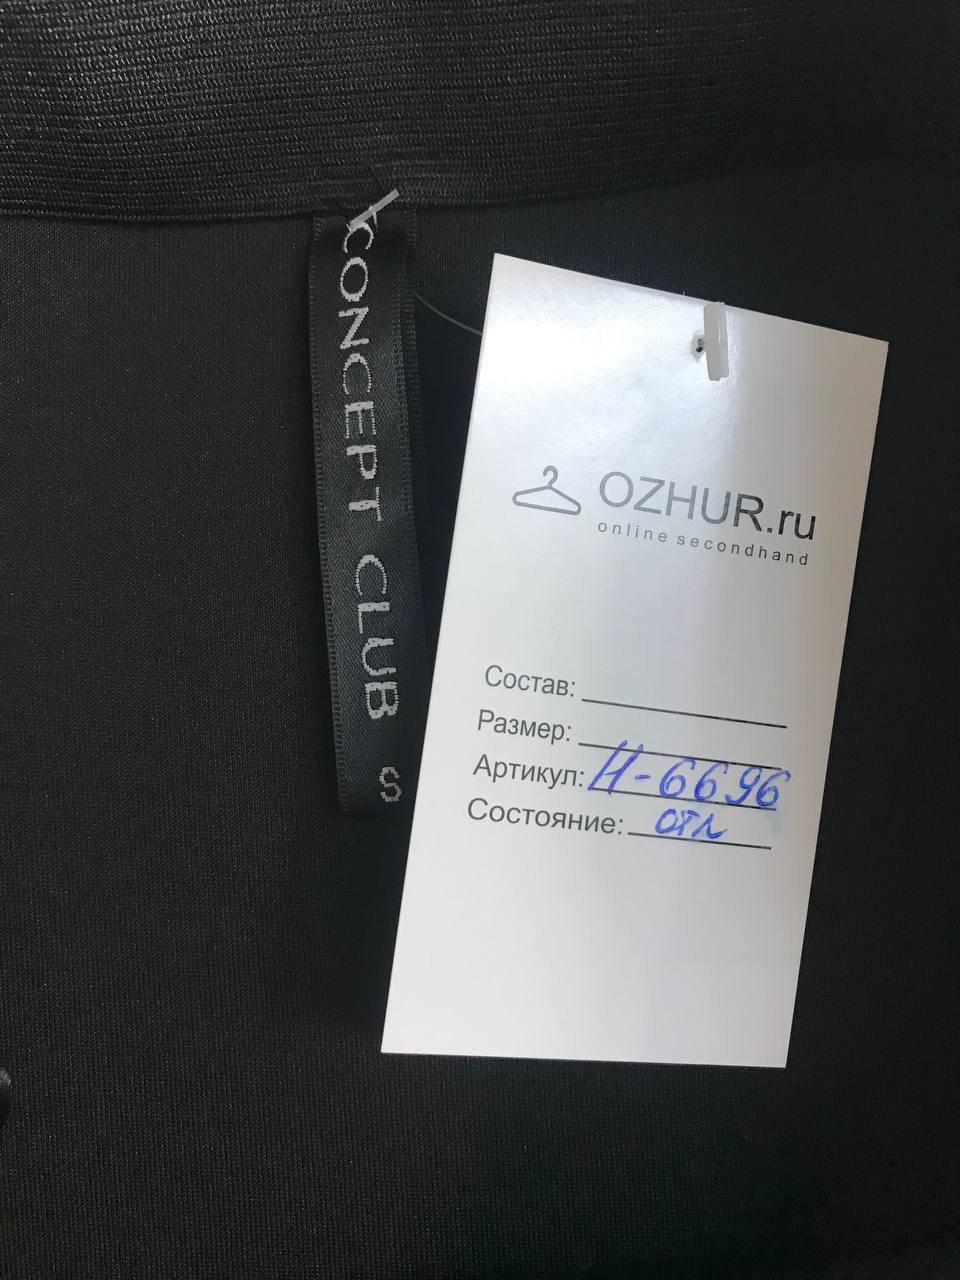 CONCEPT CLUB S
OZHUR.ru
online secondhand
Состав:
Размер:
Артикул: Н-6696
Состояние: отл